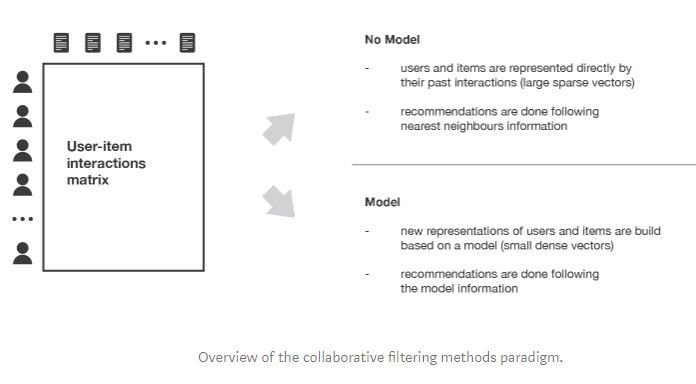 No Model
- users and items are represented directly by
their past interactions (large sparse vectors)
- recommendations are done following
nearest neighbours information
User-item
interactions
matrix
Model
- new representations of users and items are build
based on a model (small dense vectors)
- recommendations are done following
the model information
Overview of the collaborative filtering methods paradigm.